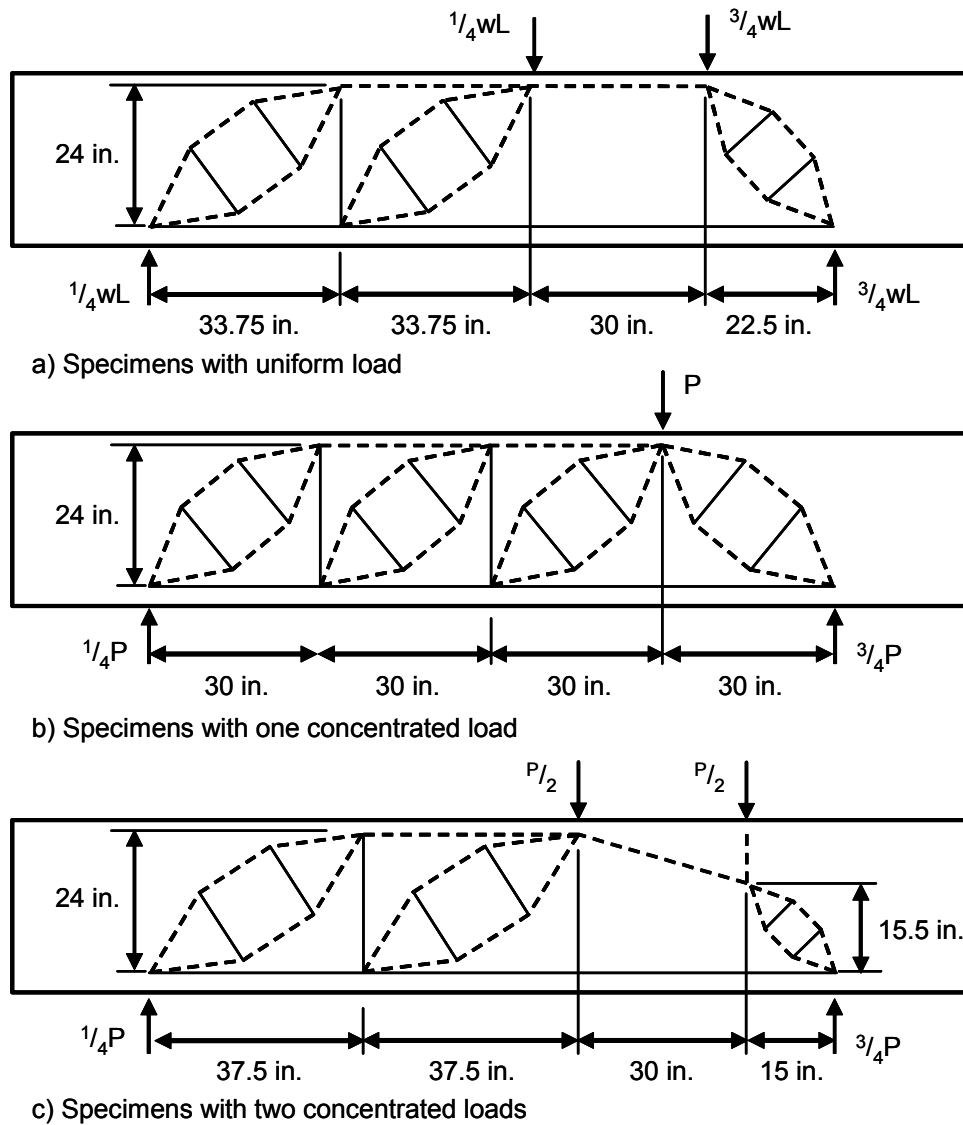 ¹/₄wL ³/₄wL
24 in.
¹/₄wL ³/₄wL
33.75 in. 33.75 in. 30 in. 22.5 in.
a) Specimens with uniform load
P
24 in.
¹/₄P ³/₄P
30 in. 30 in. 30 in. 30 in.
b) Specimens with one concentrated load
P/₂ P/₂
24 in.
15.5 in.
¹/₄P ³/₄P
37.5 in. 37.5 in. 30 in. 15 in.
c) Specimens with two concentrated loads